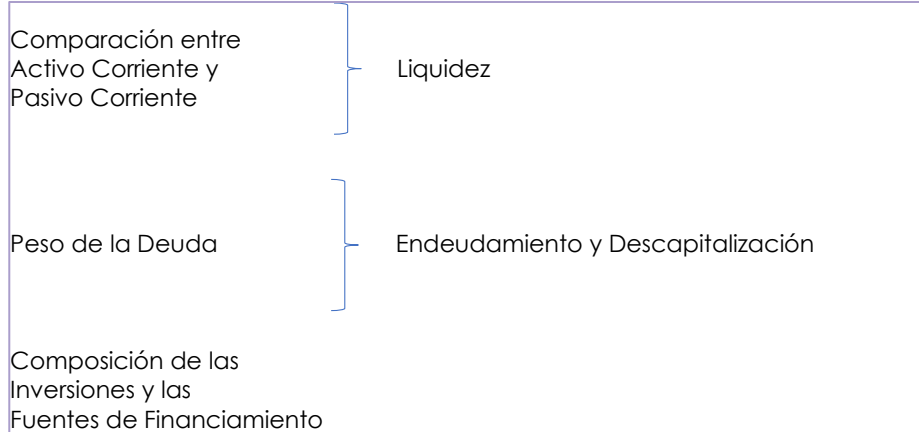 Comparación entre
Activo Corriente y
Pasivo Corriente
Liquidez
Peso de la Deuda
Endeudamiento y Descapitalización
Composición de las
Inversiones y las
Fuentes de Financiamiento